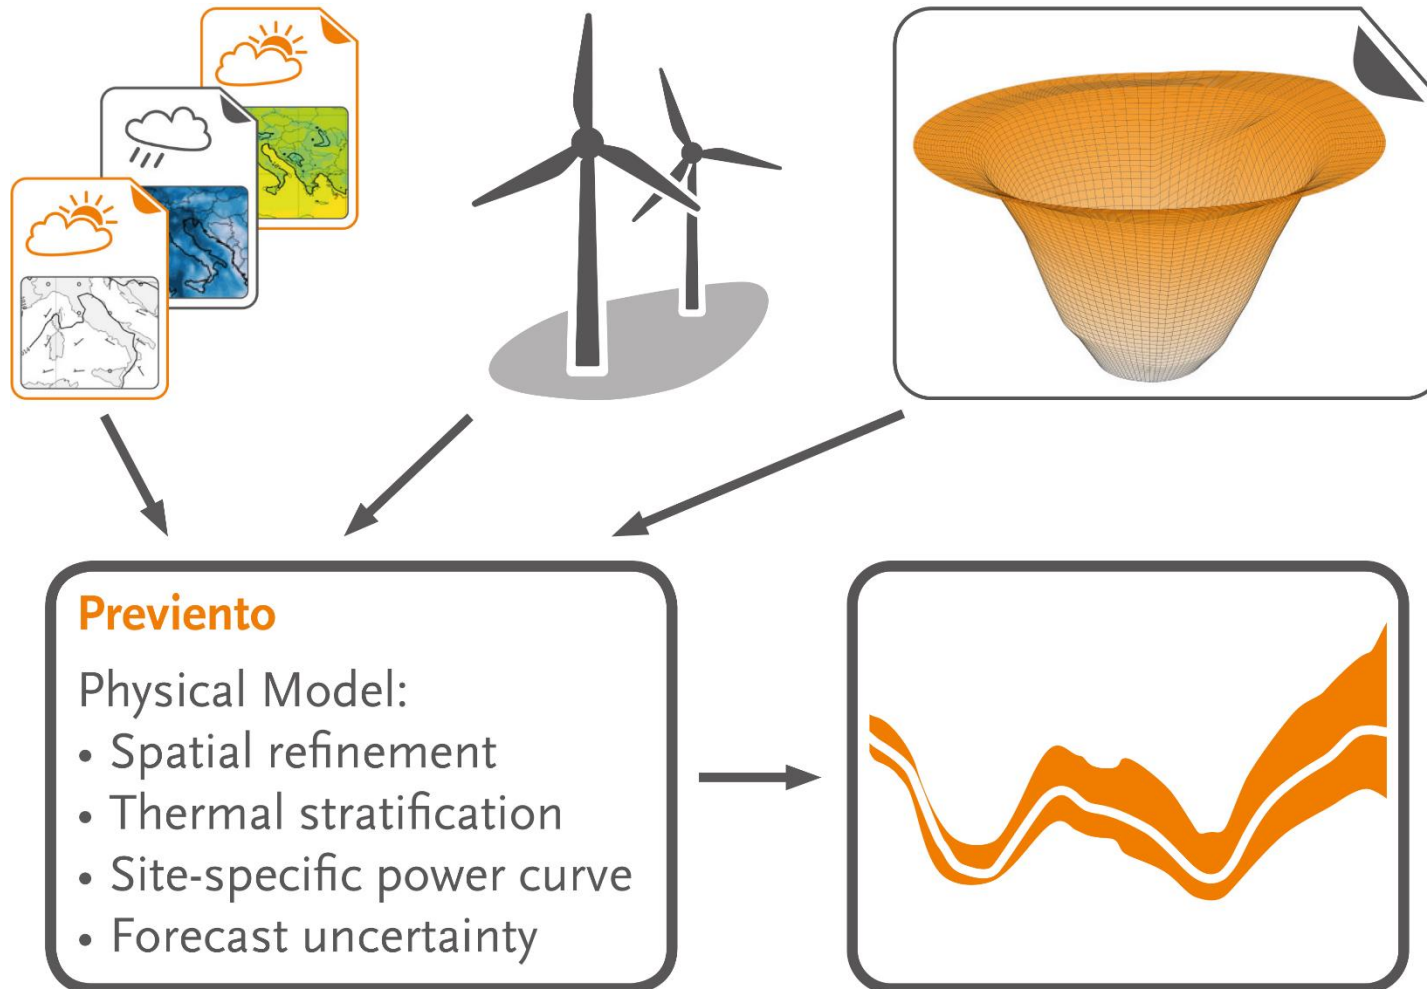 Previento
Physical Model:
• Spatial refinement
• Thermal stratification
• Site-specific power curve
• Forecast uncertainty